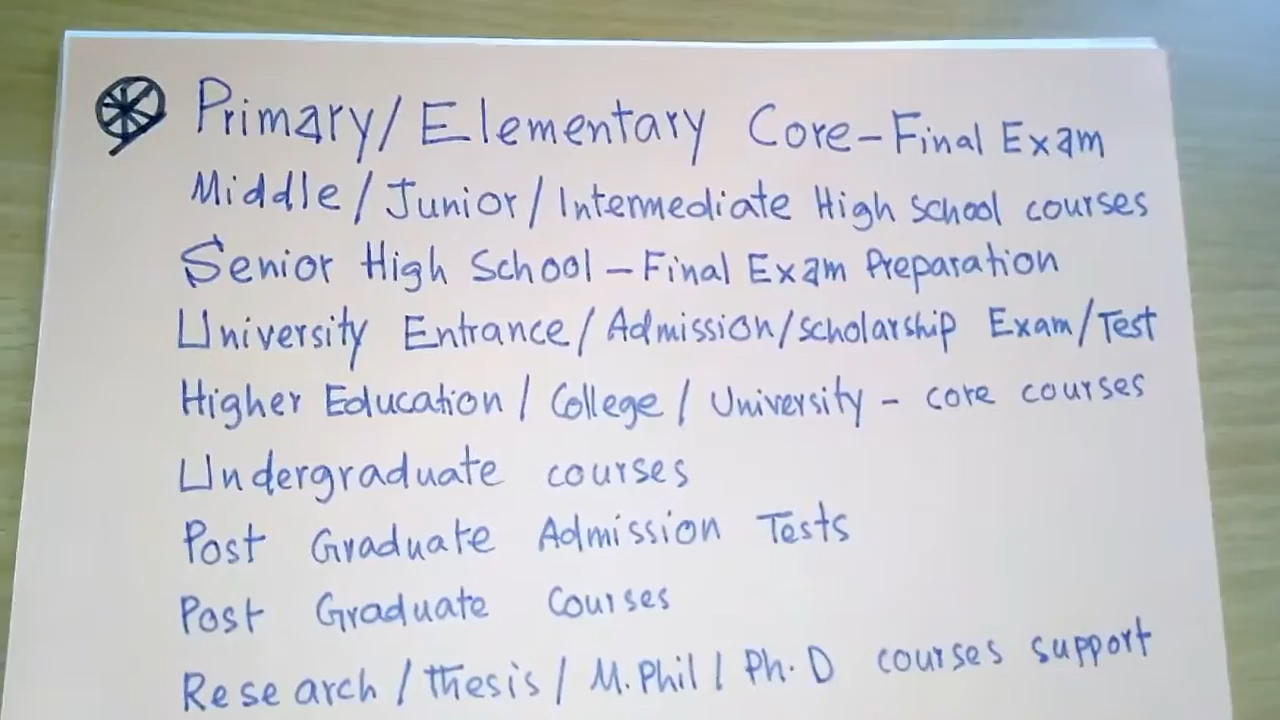 Primary/Elementary Core-Final Exam
Middle/Junior/Intermediate High school courses
Senior High School-Final Exam Preparation
University Entrance/Admission/scholarship Exam/Test
Higher Education/College/University - core courses
Undergraduate courses
Post Graduate Admission Tests
Post Graduate Courses
Research/Thesis/M.Phil/Ph.D courses support